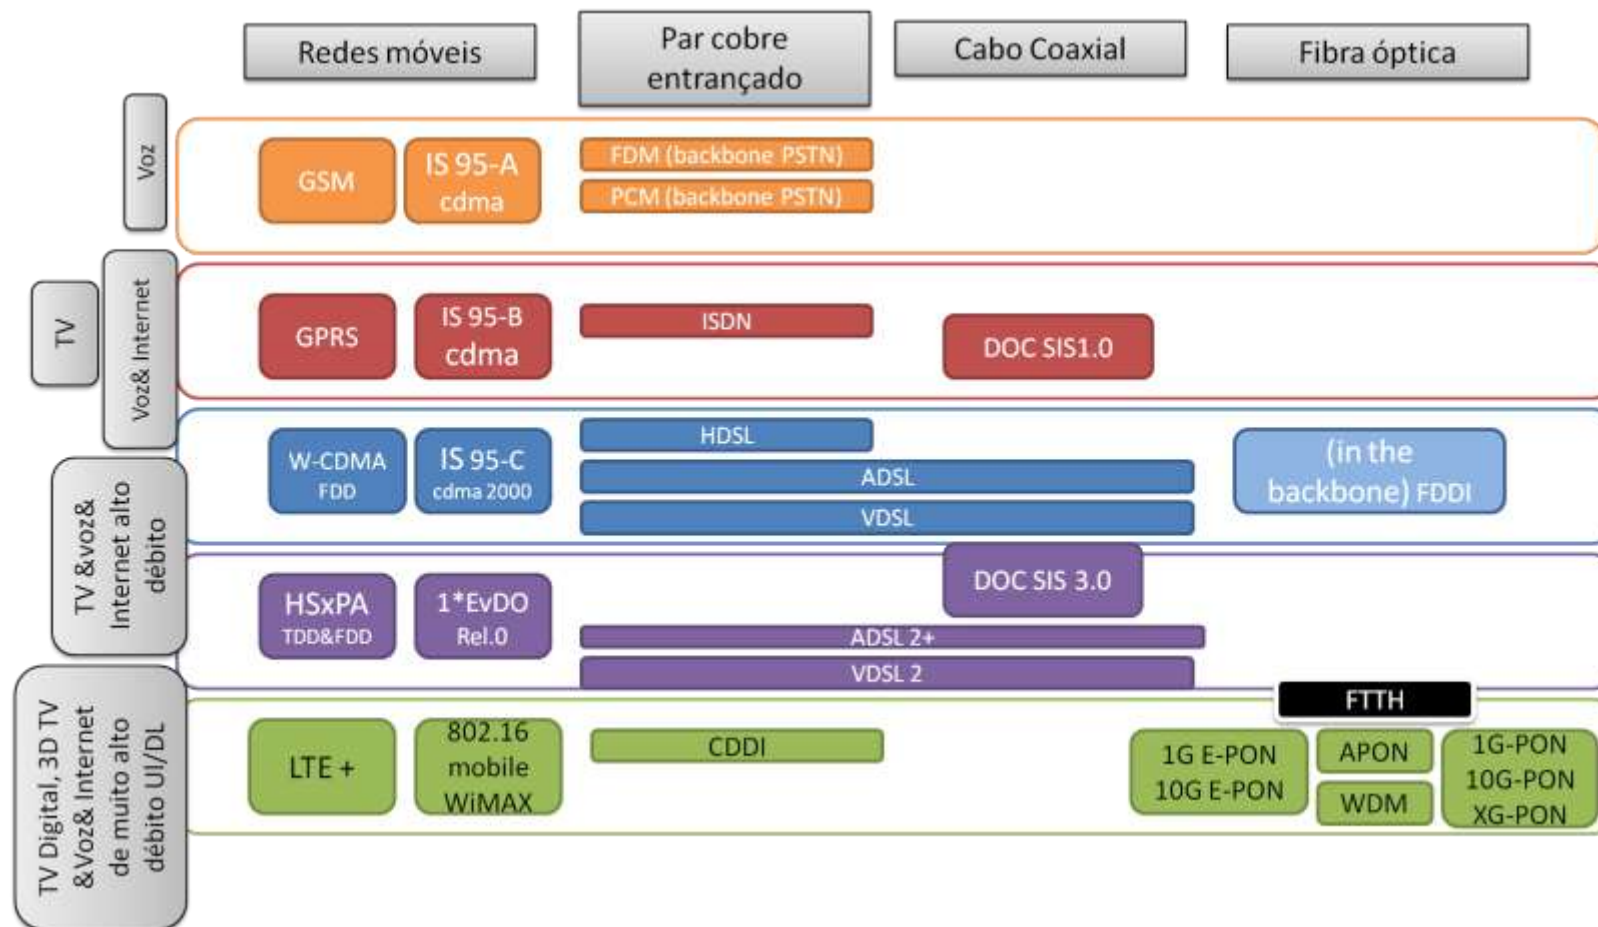 Redes móveis
Par cobre
entrançado
Cabo Coaxial
Fibra óptica
Voz
GSM
IS 95-A
cdma
FDM (backbone PSTN)
PCM (backbone PSTN)
TV
Voz& Internet
GPRS
IS 95-B
cdma
ISDN
DOC SIS1.0
TV &voz&
Internet alto
débito
W-CDMA
FDD
IS 95-C
cdma 2000
HDSL
ADSL
VDSL
(in the
backbone) FDDI
HSxPA
TDD&FDD
1*EvDO
Rel.0
DOC SIS 3.0
ADSL 2+
VDSL 2
TV Digital, 3D TV
&Voz& Internet
de muito alto
débito UI/DL
LTE +
802.16
mobile
WiMAX
CDDI
FTTH
1G E-PON
10G E-PON
APON
WDM
1G-PON
10G-PON
XG-PON